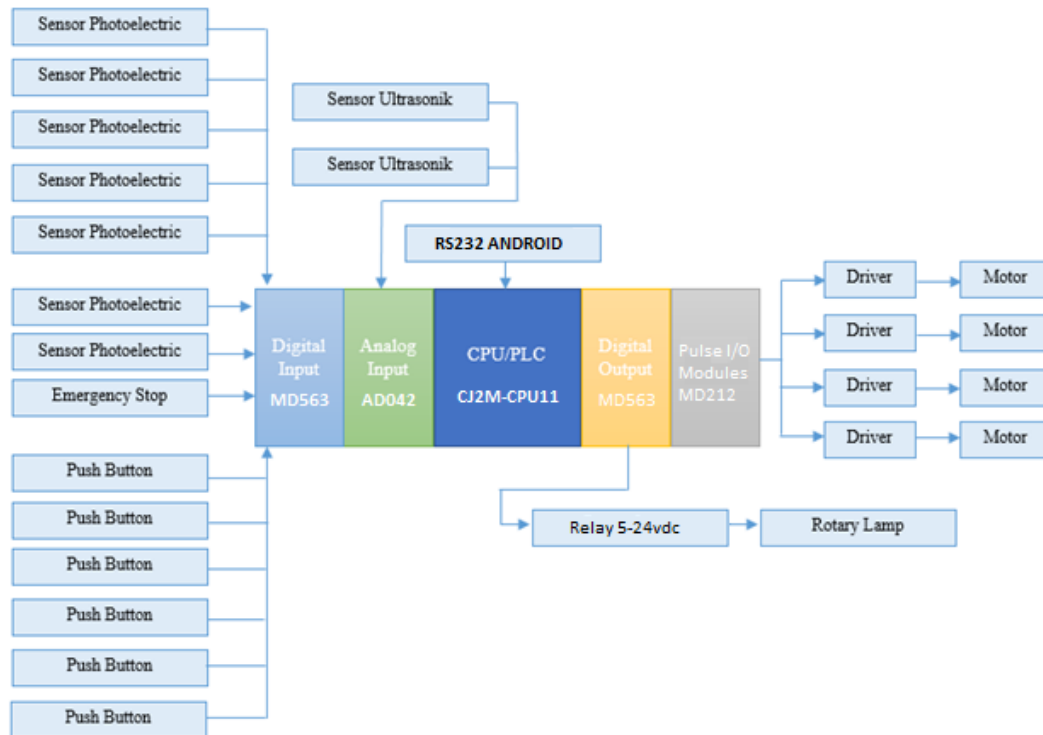 Sensor Photoelectric
Sensor Photoelectric
Sensor Photoelectric
Sensor Photoelectric
Sensor Photoelectric
Sensor Photoelectric
Sensor Photoelectric
Emergency Stop
Push Button
Push Button
Push Button
Push Button
Push Button
Push Button
Sensor Ultrasonik
Sensor Ultrasonik
RS232 ANDROID
Digital
Input
MD563
Analog
Input
AD042
CPU/PLC
CJ2M-CPU11
Digital
Output
MD563
Pulse I/O
Modules
MD212
Driver
Motor
Driver
Motor
Driver
Motor
Driver
Motor
Relay 5-24vdc
Rotary Lamp